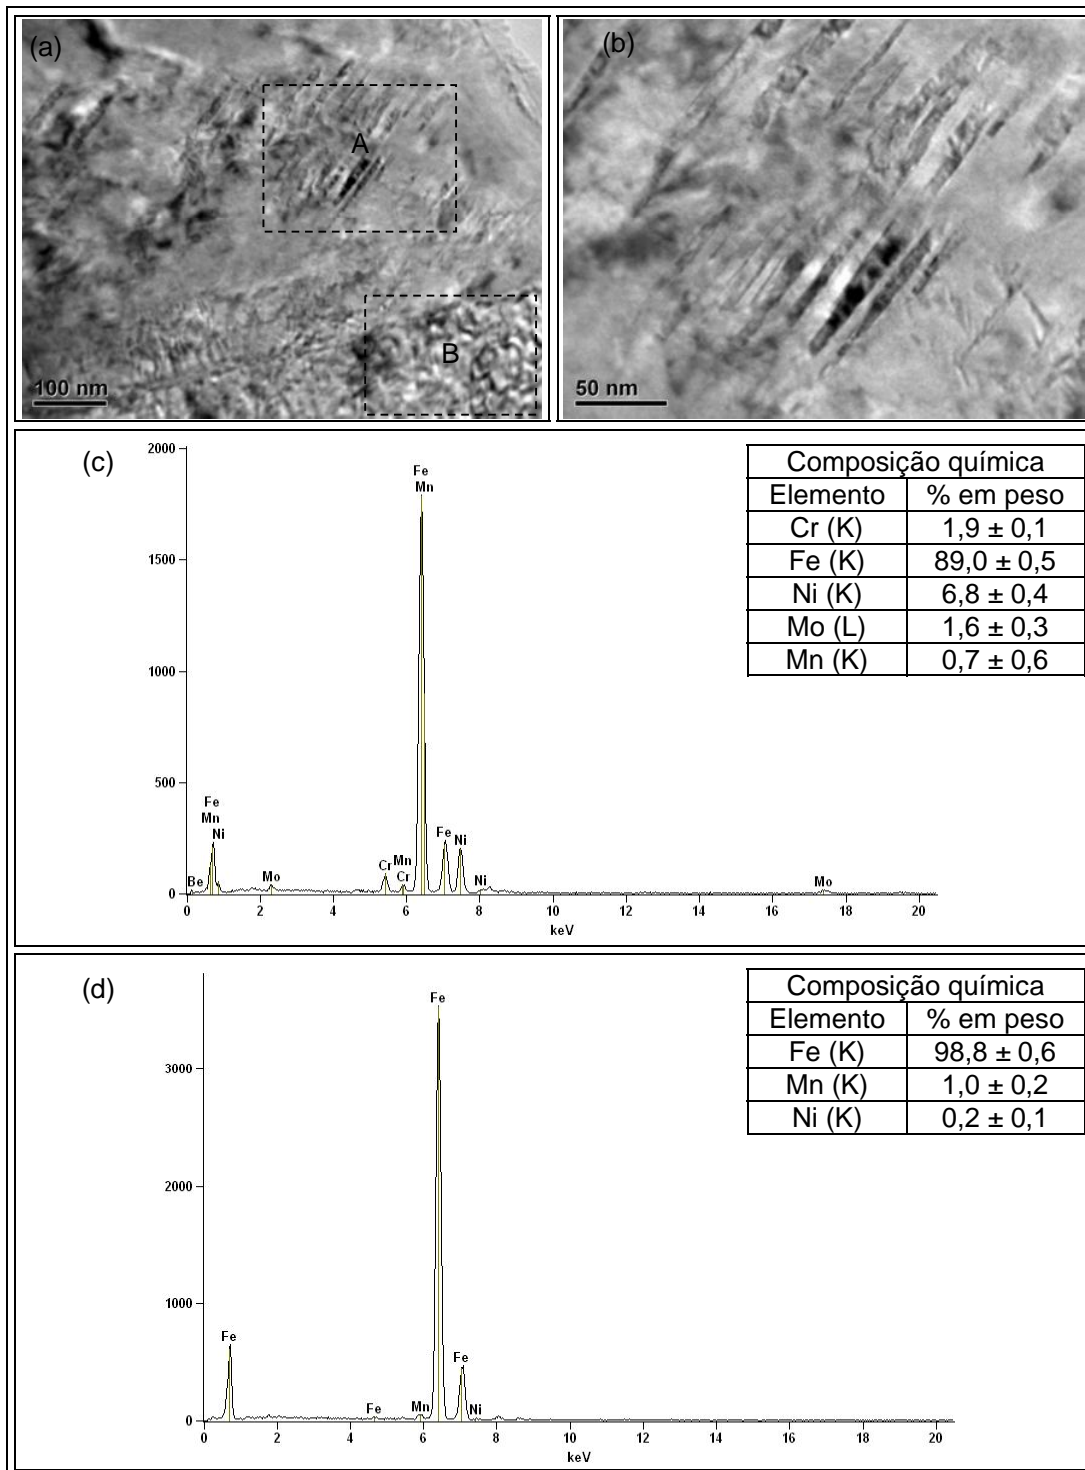 (a)
A
B
100 nm
(b)
50 nm
(c)
2000
1500
1000
500
0
Fe
Mn
Fe
Mn
Ni
Be
Mo
Cr
Mn
Cr
Fe
Ni
Ni
Mo
0 2 4 6 8 10 12 14 16 18 20
keV
Composição química
Elemento % em peso
Cr (K) 1,9 ± 0,1
Fe (K) 89,0 ± 0,5
Ni (K) 6,8 ± 0,4
Mo (L) 1,6 ± 0,3
Mn (K) 0,7 ± 0,6
(d)
3000
2000
1000
0
Fe
Fe
Fe
Mn
Fe
Ni
0 2 4 6 8 10 12 14 16 18 20
keV
Composição química
Elemento % em peso
Fe (K) 98,8 ± 0,6
Mn (K) 1,0 ± 0,2
Ni (K) 0,2 ± 0,1